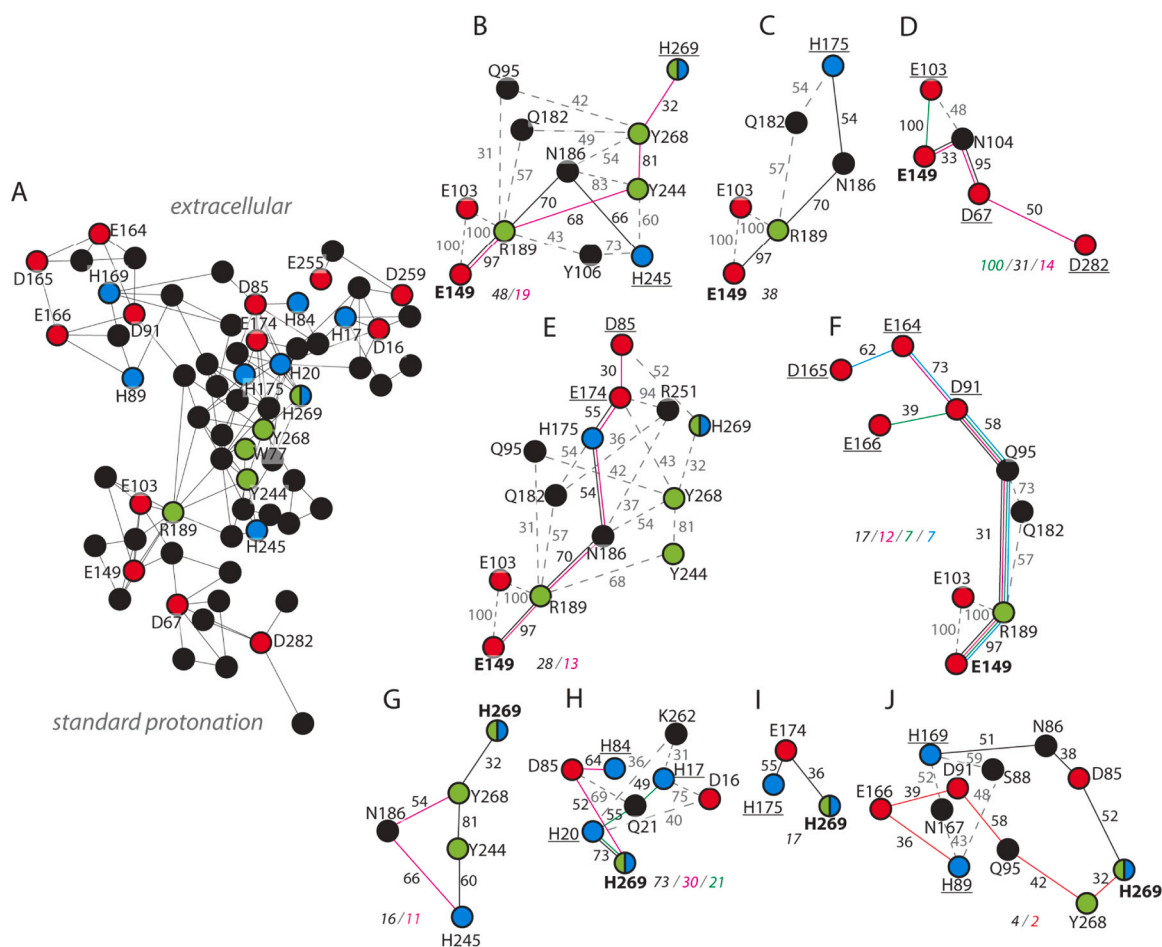 A
extracellular
E164
D165
H169
E166
D91
H89
E255
D259
D85
H84
E174
H17
D16
H20
H175
H269
Y268
W77
Y244
E103
R189
H245
E149
D67
D282
standard protonation
B
H269
Q95
42
32
Q182
Y268
49
N186
54
81
31
57
83
Y244
E103
70
68
66
60
100
100
R189
43
73
97
Y106
H245
E149
48/19
C
H175
54
Q182
54
57
N186
E103
70
100
100
R189
97
E149
38
D
E103
48
100
N104
33
95
E149
D67
50
D282
100/31/14
E
D85
30
52
E174
94
R251
55
H175
36
H269
Q95
54
42
43
32
Q182
54
37
Y268
31
57
54
81
N186
70
E103
68
Y244
100
100
R189
97
E149
28/13
F
E164
62
D165
73
D91
39
58
E166
Q95
73
Q182
17/12/7/7
31
57
E103
100
100
R189
97
E149
G
H269
32
54
Y268
N186
81
Y244
66
60
H245
16/11
H
K262
H84
D85
64
36
31
H17
49
D16
69
75
52
55
Q21
40
H20
73
H269
73/30/21
I
E174
55
36
H175
H269
17
J
N86
H169
51
38
59
D91
52
S88
D85
E166
39
48
N167
58
52
36
43
Q95
H89
42
32
H269
Y268
4/2